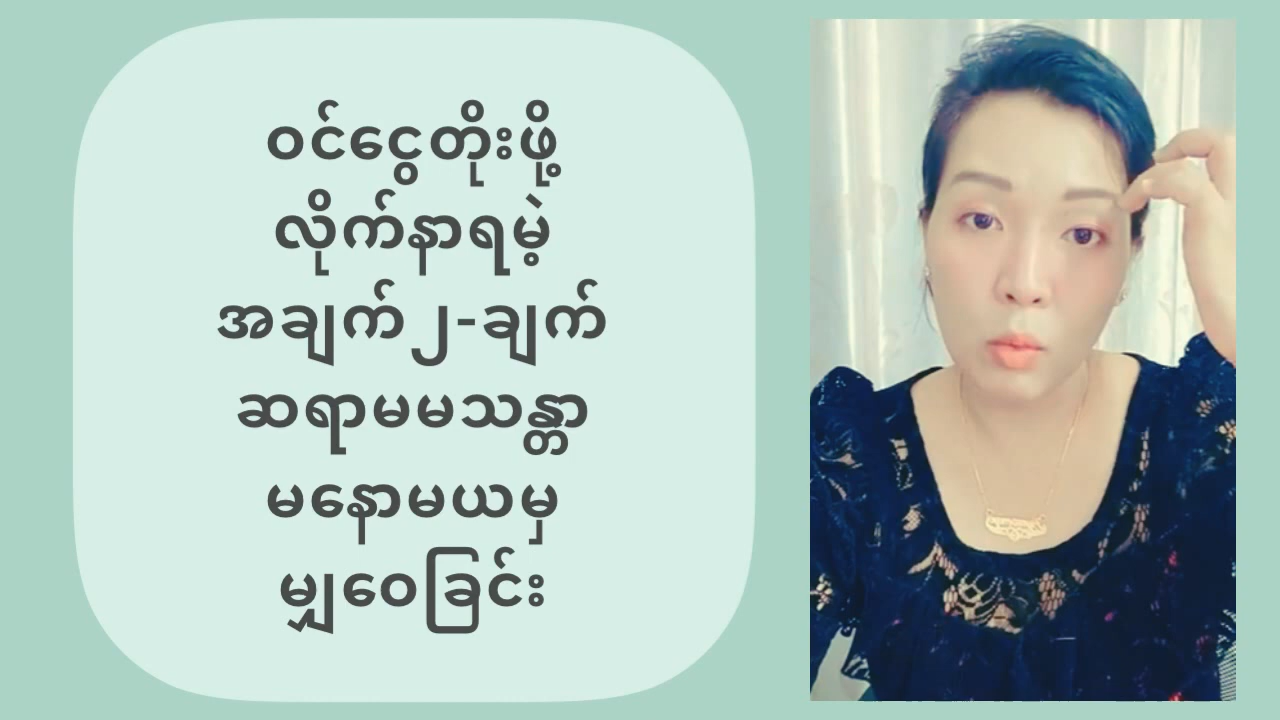 ဝင်ငွေတိုးဖို့
လိုက်နာရမဲ့
အချက်၂-ချက်
ဆရာမမသန္တာ
မနောမယမှ
မျှဝေခြင်း